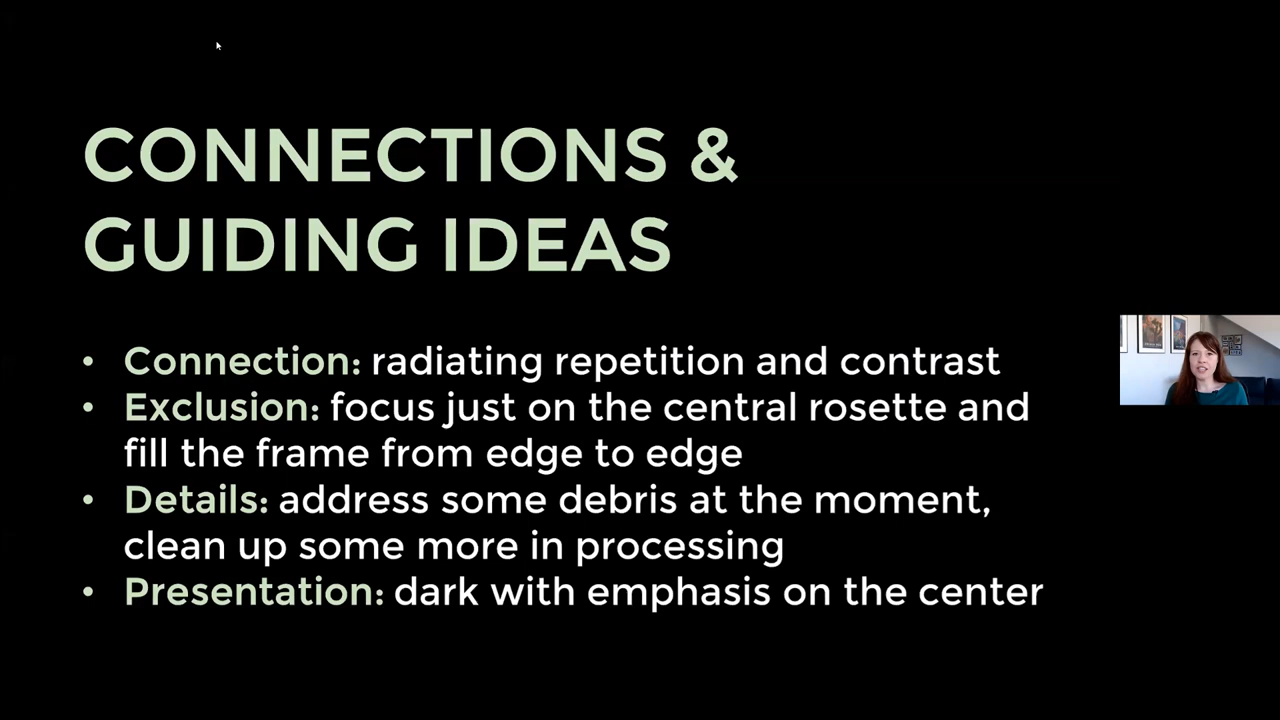 CONNECTIONS &
GUIDING IDEAS
• Connection: radiating repetition and contrast
• Exclusion: focus just on the central rosette and
fill the frame from edge to edge
• Details: address some debris at the moment,
clean up some more in processing
• Presentation: dark with emphasis on the center